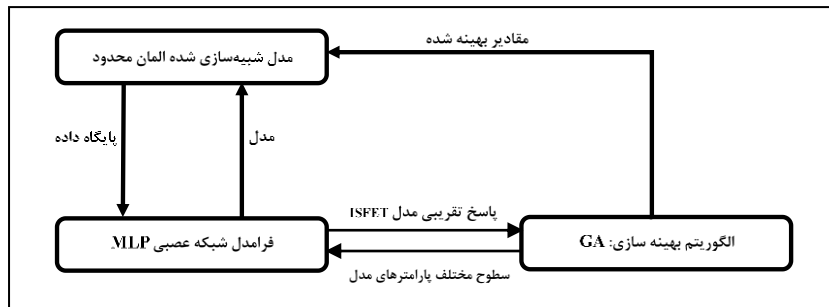 مقادیر بهینه شده
مدل شبیه‌سازی شده المان محدود
پایگاه داده
مدل
پاسخ تقریبی مدل ISFET
فرامدل شبکه عصبی MLP
الگوریتم بهینه سازی: GA
سطوح مختلف پارامترهای مدل